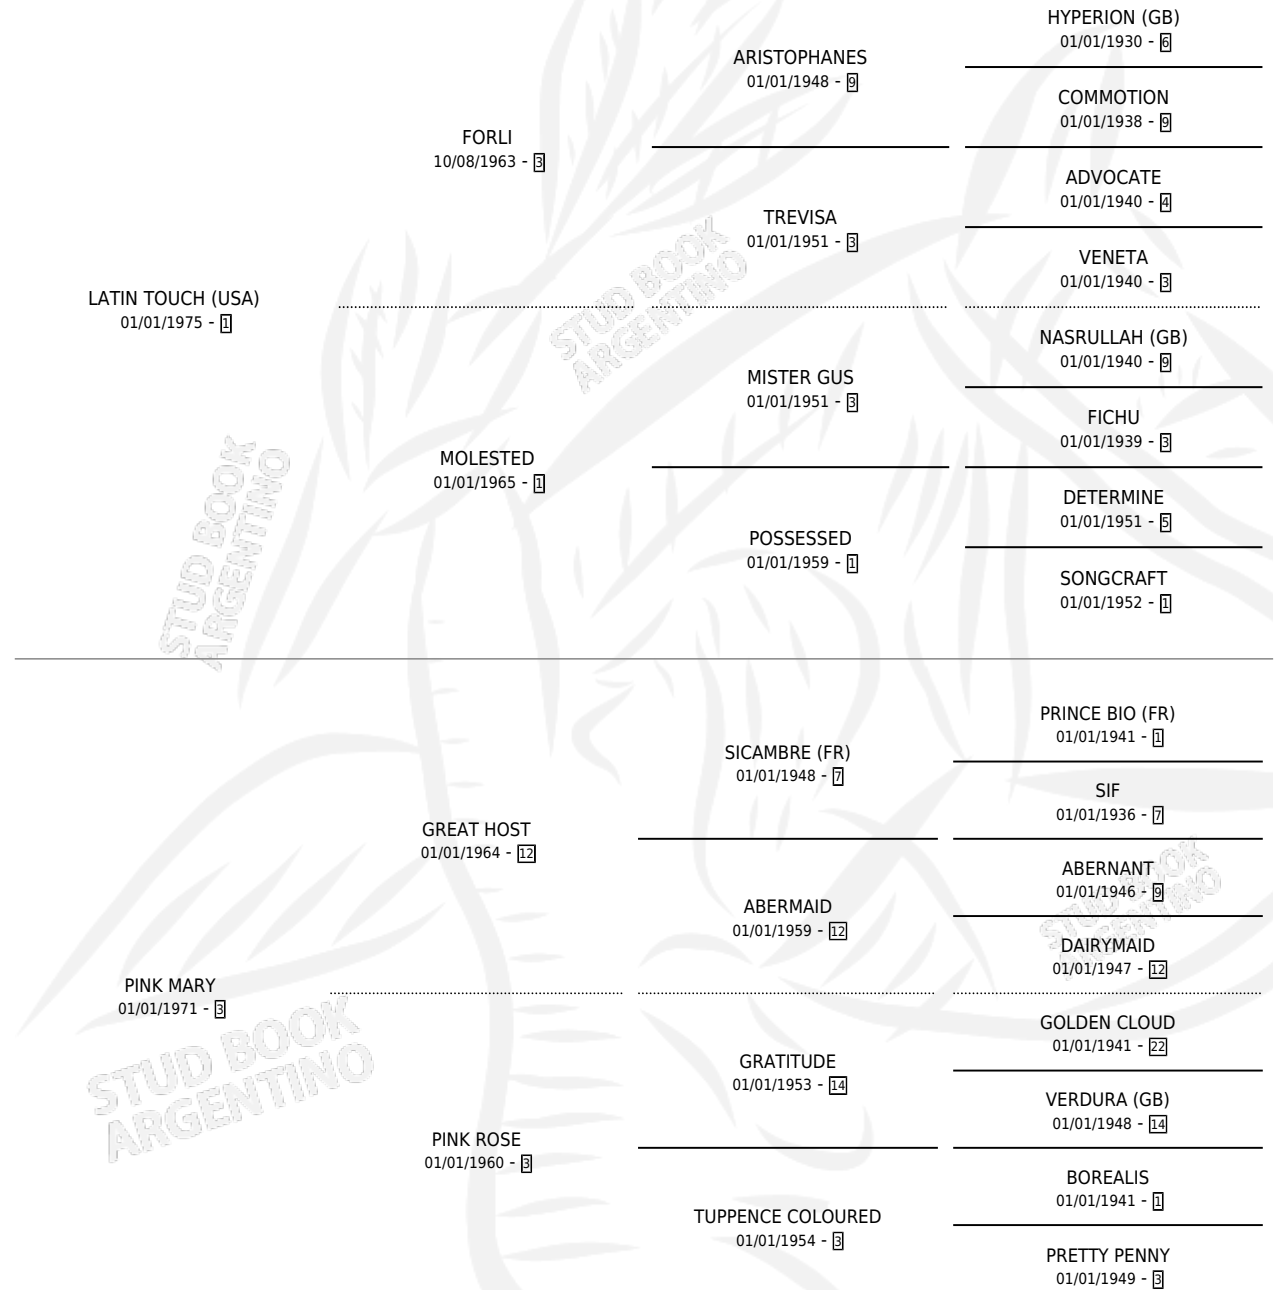 HYPERION (GB)
01/01/1930 - 6
ARISTOPHANES
01/01/1948 - 9
COMMOTION
01/01/1938 - 9
FORLI
10/08/1963 - 3
ADVOCATE
01/01/1940 - 4
TREVISA
01/01/1951 - 3
VENETA
01/01/1940 - 3
LATIN TOUCH (USA)
01/01/1975 - 1
STUD BOOK
ARGENTINO
NASRULLAH (GB)
01/01/1940 - 9
MISTER GUS
01/01/1951 - 3
FICHU
01/01/1939 - 3
MOLESTED
01/01/1965 - 1
DETERMINE
01/01/1951 - 5
POSSESSED
01/01/1959 - 1
SONGCRAFT
01/01/1952 - 1
STUD BOOK
ARGENTINO
PRINCE BIO (FR)
01/01/1941 - 1
SICAMBRE (FR)
01/01/1948 - 7
SIF
01/01/1936 - 7
GREAT HOST
01/01/1964 - 12
ABERNANT
01/01/1946 - 9
STUD BOOK
ARGENTINO
ABERMAID
01/01/1959 - 12
DAIRYMAID
01/01/1947 - 12
PINK MARY
01/01/1971 - 3
STUD BOOK
ARGENTINO
GOLDEN CLOUD
01/01/1941 - 22
GRATITUDE
01/01/1953 - 14
VERDURA (GB)
01/01/1948 - 14
PINK ROSE
01/01/1960 - 3
BOREALIS
01/01/1941 - 1
TUPPENCE COLOURED
01/01/1954 - 3
PRETTY PENNY
01/01/1949 - 3